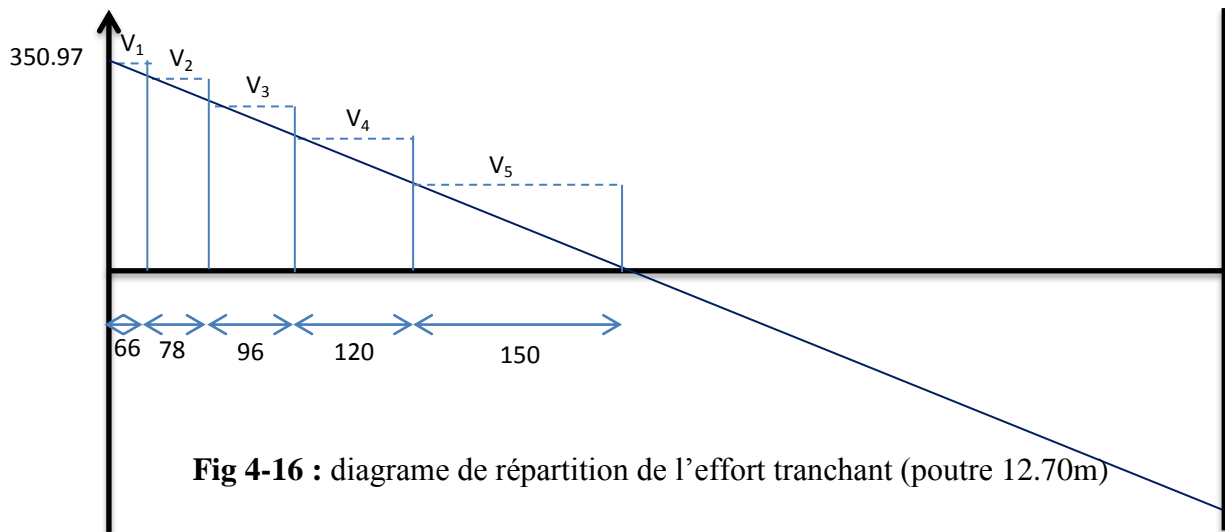 350.97
V₁
V₂
V₃
V₄
V₅
66 78 96 120 150
Fig 4-16 : diagrame de répartition de l’effort tranchant (poutre 12.70m)